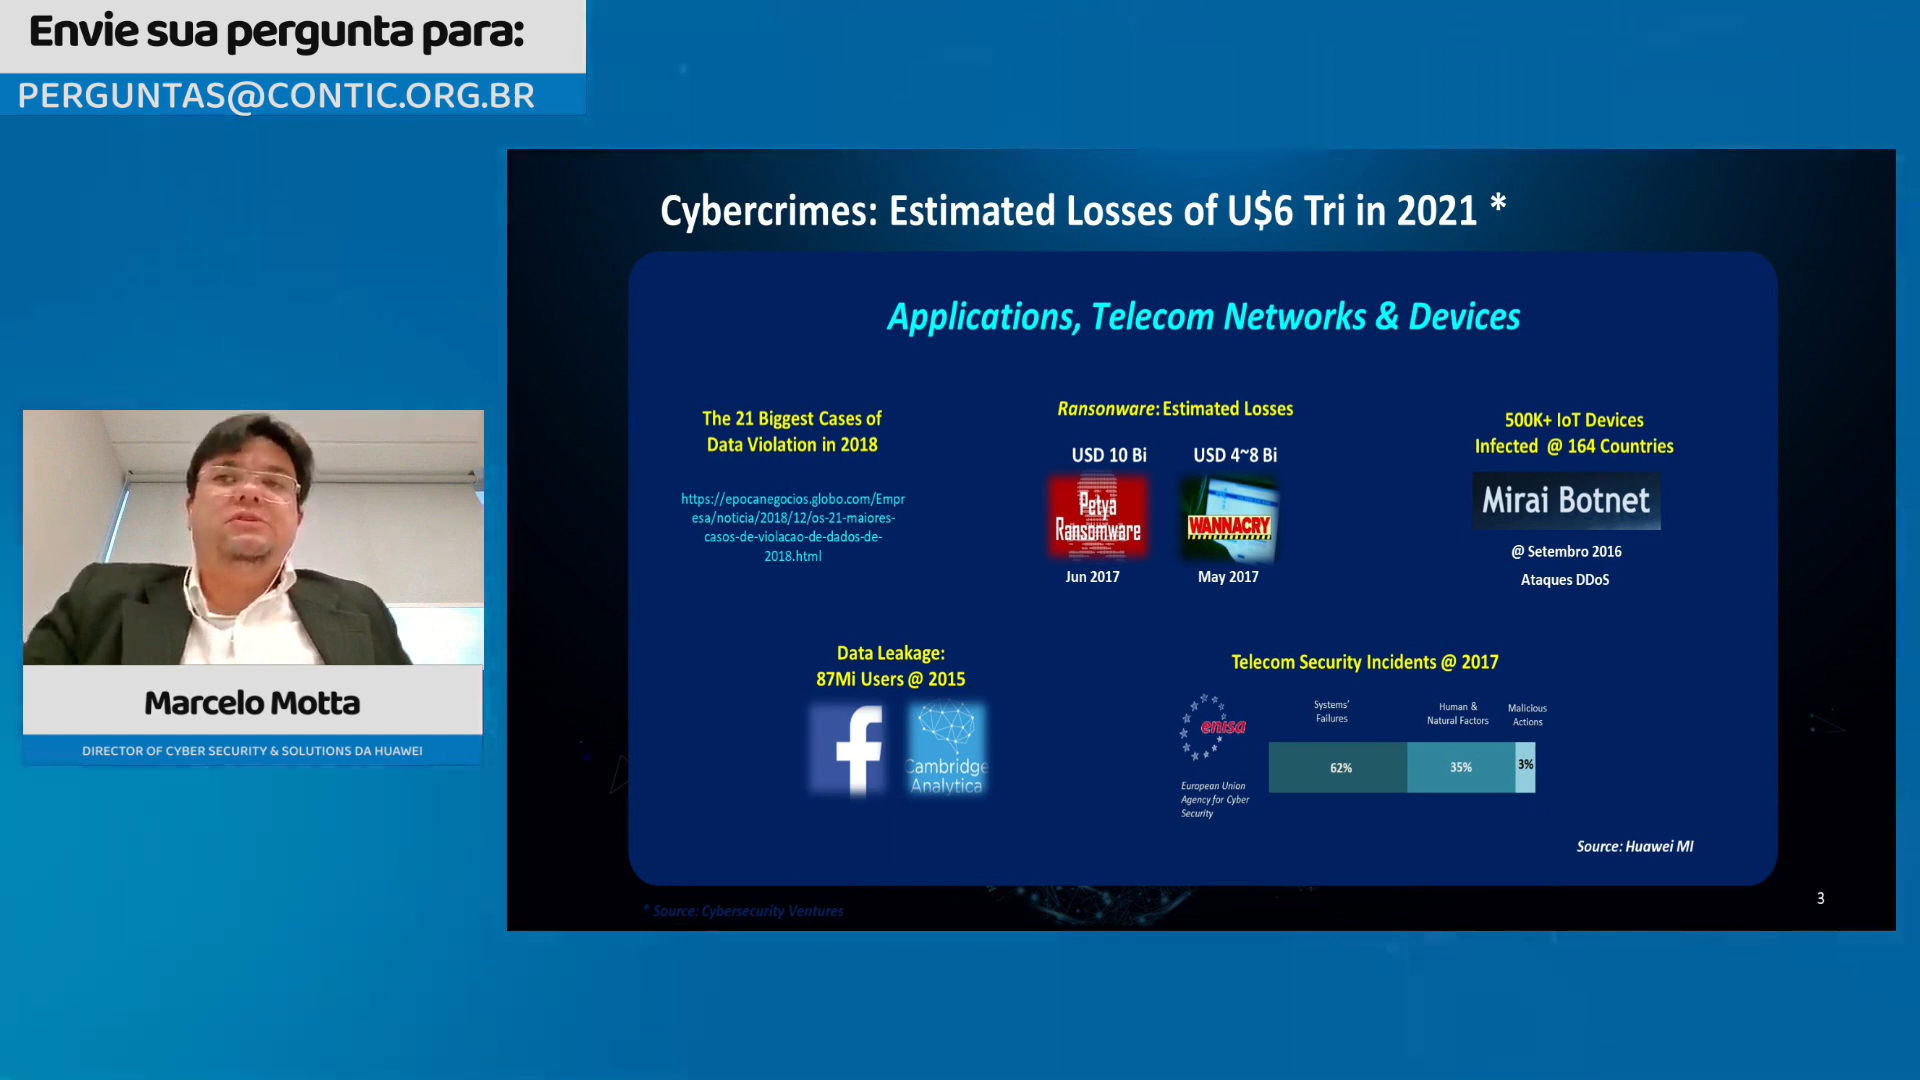 Envie sua pergunta para:
PERGUNTAS@CONTIC.ORG.BR
Cybercrimes: Estimated Losses of U$6 Tri in 2021 *
Applications, Telecom Networks & Devices
The 21 Biggest Cases of
Data Violation in 2018
https://epocanegocios.globo.com/Empr
esa/noticia/2018/12/os-21-maiores-
casos-de-violacao-de-dados-de-
2018.html
Ransonware: Estimated Losses
USD 10 Bi
USD 4~8 Bi
Petya
Ransomware
WANNACRY
Jun 2017
May 2017
500K+ IoT Devices
Infected @ 164 Countries
Mirai Botnet
@ Setembro 2016
Ataques DDoS
Data Leakage:
87Mi Users @ 2015
f
Cambridge
Analytica
Telecom Security Incidents @ 2017
enisa
European Union
Agency for Cyber
Security
Systems'
Failures
Human &
Natural Factors
Malicious
Actions
62%
35%
3%
Source: Huawei MI
* Source: Cybersecurity Ventures
3
Marcelo Motta
DIRECTOR OF CYBER SECURITY & SOLUTIONS DA HUAWEI